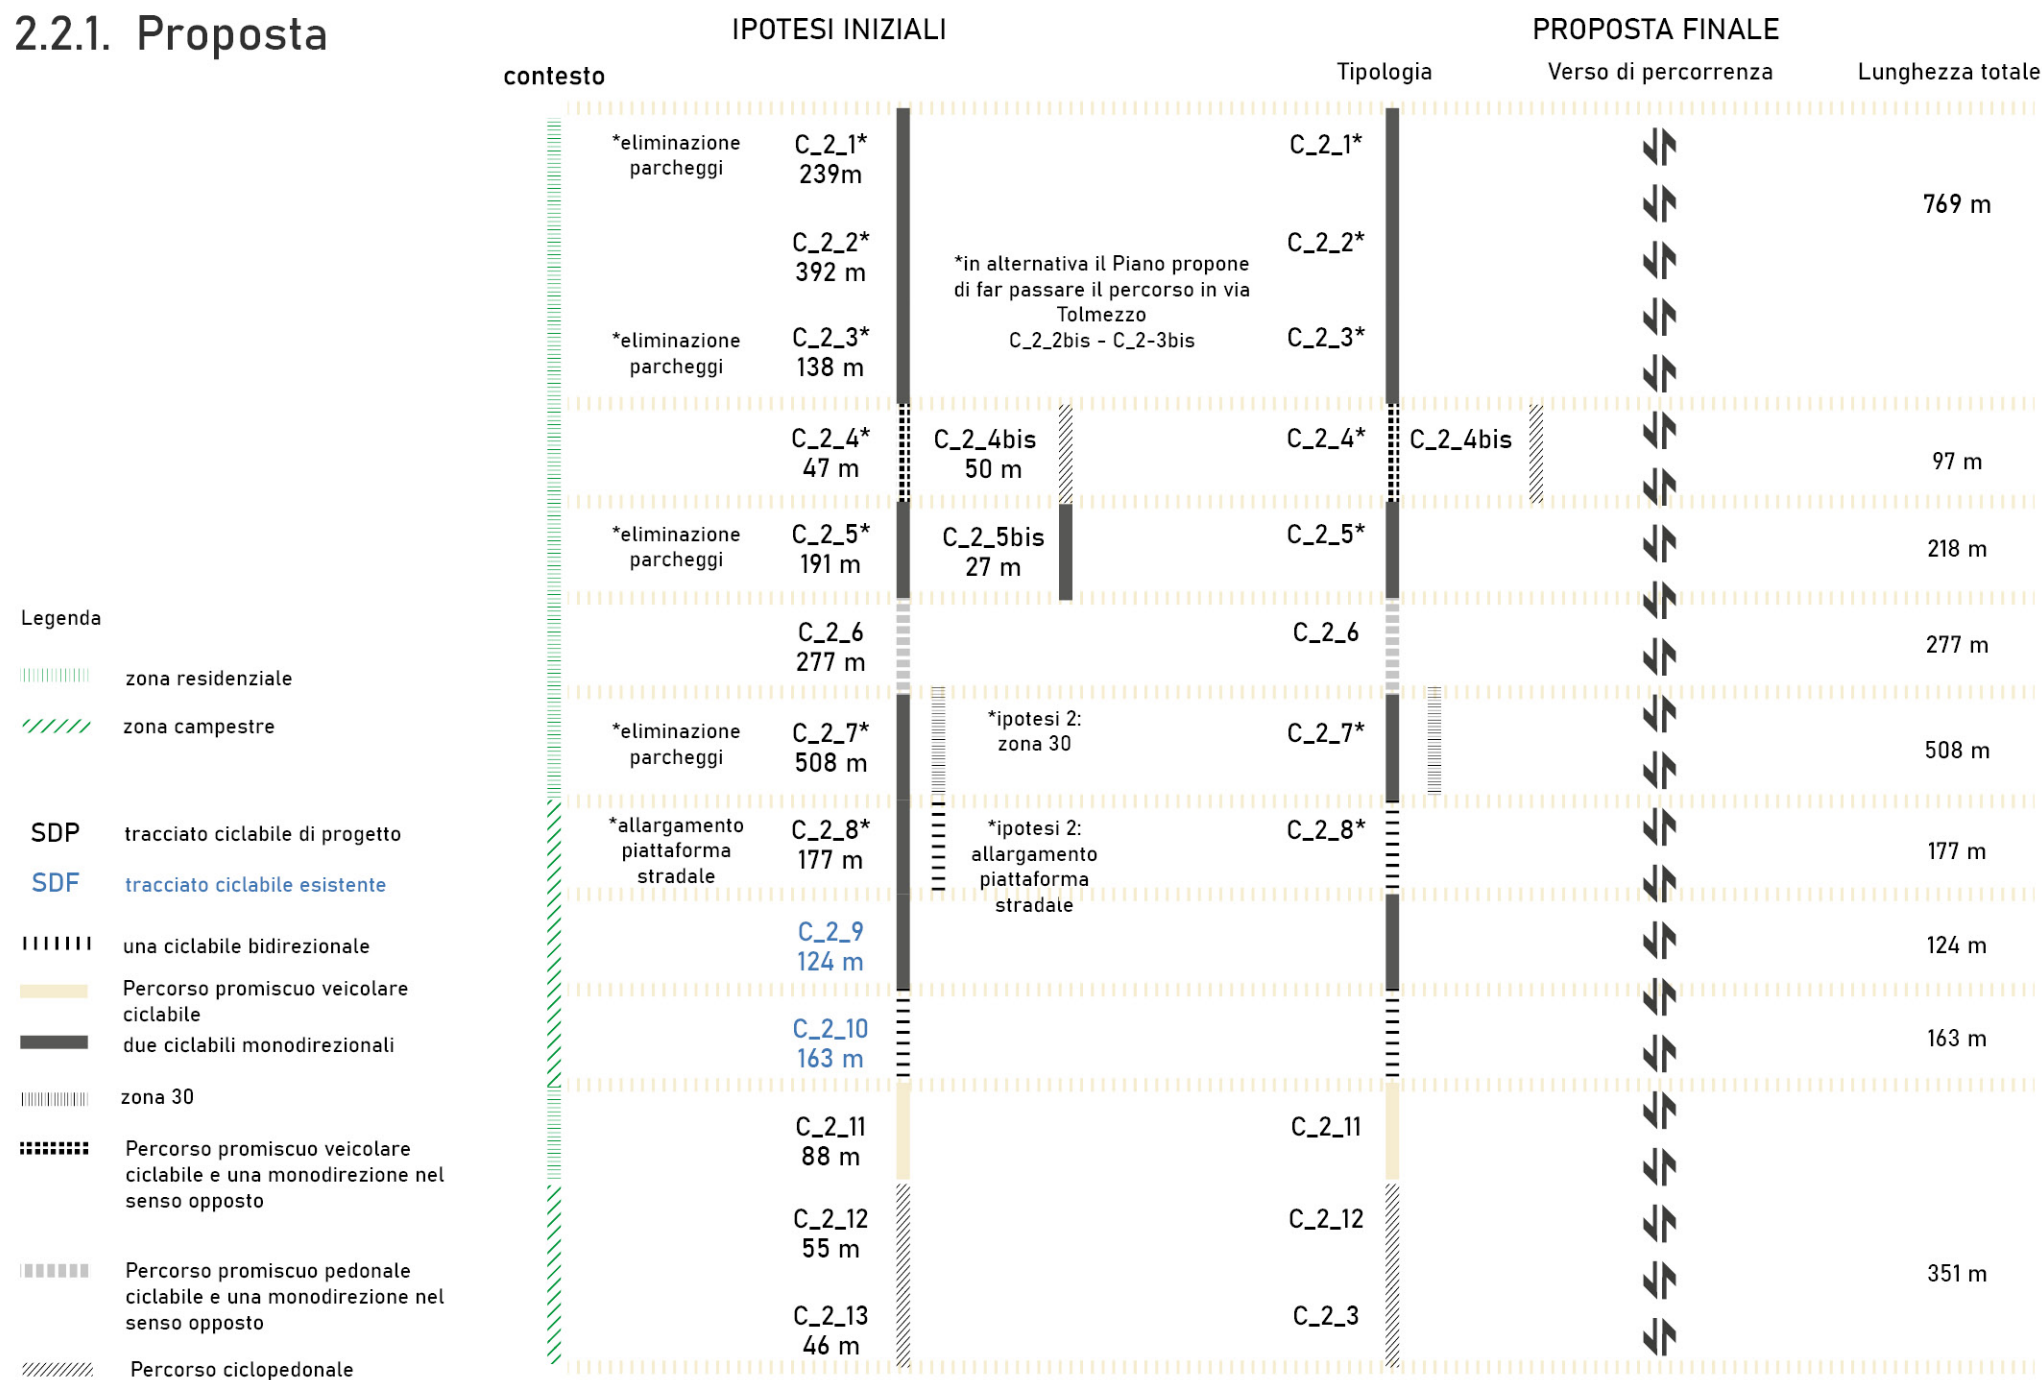 2.2.1. Proposta
IPOTESI INIZIALI
PROPOSTA FINALE
contesto
Tipologia
Verso di percorrenza
Lunghezza totale
*eliminazione
parcheggi
C_2_1*
239m
C_2_1*
769 m
C_2_2*
392 m
*in alternativa il Piano propone
di far passare il percorso in via
Tolmezzo
C_2_2bis - C_2-3bis
C_2_2*
*eliminazione
parcheggi
C_2_3*
138 m
C_2_3*
C_2_4*
47 m
C_2_4bis
50 m
C_2_4*
C_2_4bis
97 m
*eliminazione
parcheggi
C_2_5*
191 m
C_2_5bis
27 m
C_2_5*
218 m
C_2_6
277 m
C_2_6
277 m
*eliminazione
parcheggi
C_2_7*
508 m
*ipotesi 2:
zona 30
C_2_7*
508 m
*allargamento
piattaforma
stradale
C_2_8*
177 m
*ipotesi 2:
allargamento
piattaforma
stradale
C_2_8*
177 m
C_2_9
124 m
124 m
C_2_10
163 m
163 m
C_2_11
88 m
C_2_11
C_2_12
55 m
C_2_12
351 m
C_2_13
46 m
C_2_3
Legenda
zona residenziale
zona campestre
SDP tracciato ciclabile di progetto
SDF tracciato ciclabile esistente
una ciclabile bidirezionale
Percorso promiscuo veicolare
ciclabile
due ciclabili monodirezionali
zona 30
Percorso promiscuo veicolare
ciclabile e una monodirezione nel
senso opposto
Percorso promiscuo pedonale
ciclabile e una monodirezione nel
senso opposto
Percorso ciclopedonale